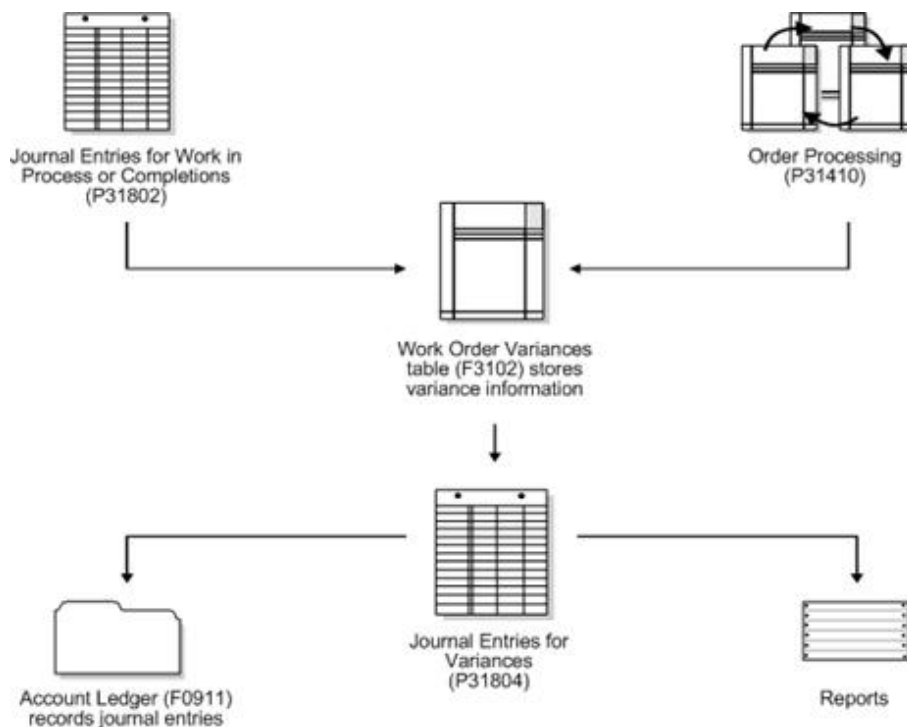 Journal Entries for Work in
Process or Completions
(P31802)
Order Processing
(P31410)
Work Order Variances
table (F3102) stores
variance information
Journal Entries for
Variances
(P31804)
Account Ledger (F0911)
records journal entries
Reports